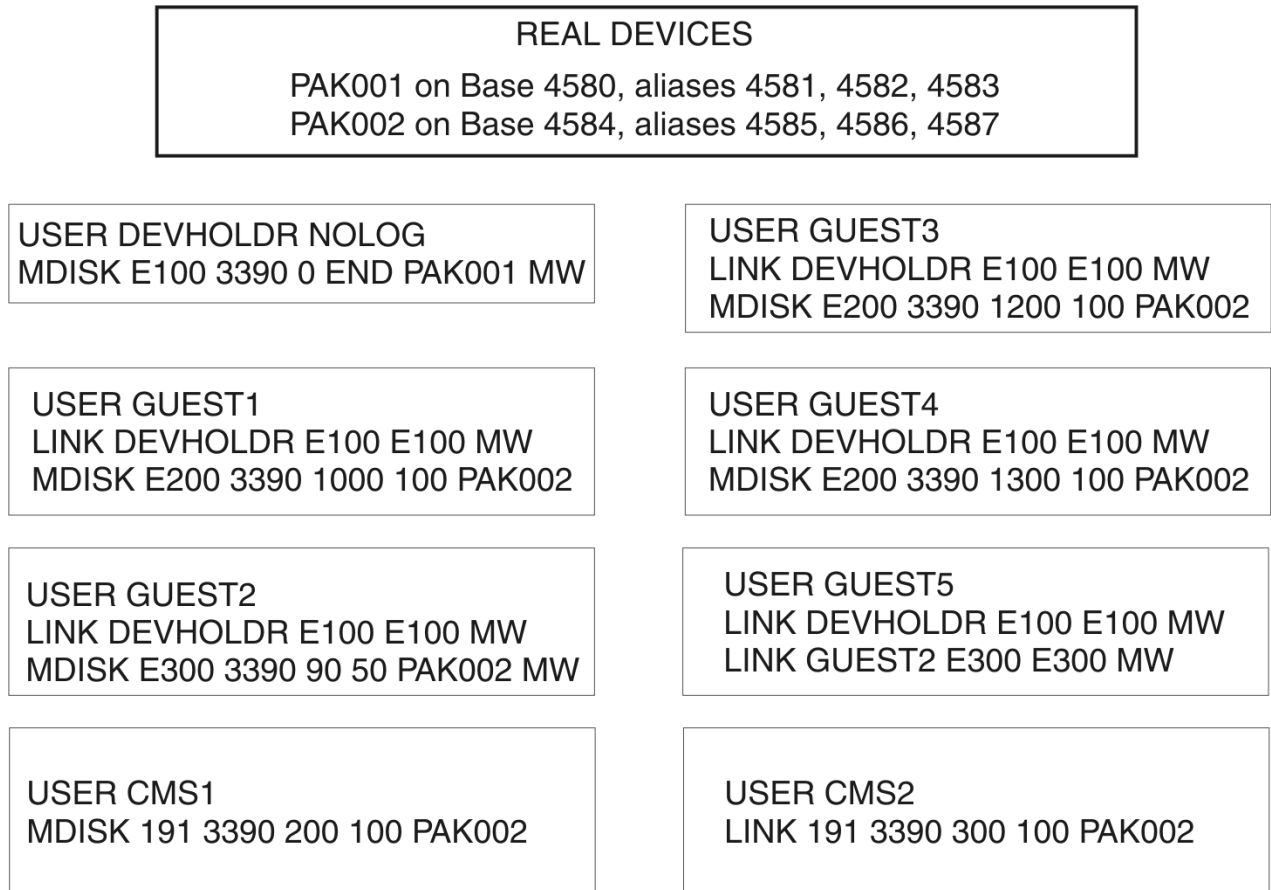 REAL DEVICES
PAK001 on Base 4580, aliases 4581, 4582, 4583
PAK002 on Base 4584, aliases 4585, 4586, 4587
USER DEVHOLDR NOLOG
MDISK E100 3390 0 END PAK001 MW
USER GUEST3
LINK DEVHOLDR E100 E100 MW
MDISK E200 3390 1200 100 PAK002
USER GUEST1
LINK DEVHOLDR E100 E100 MW
MDISK E200 3390 1000 100 PAK002
USER GUEST4
LINK DEVHOLDR E100 E100 MW
MDISK E200 3390 1300 100 PAK002
USER GUEST2
LINK DEVHOLDR E100 E100 MW
MDISK E300 3390 90 50 PAK002 MW
USER GUEST5
LINK DEVHOLDR E100 E100 MW
LINK GUEST2 E300 E300 MW
USER CMS1
MDISK 191 3390 200 100 PAK002
USER CMS2
LINK 191 3390 300 100 PAK002